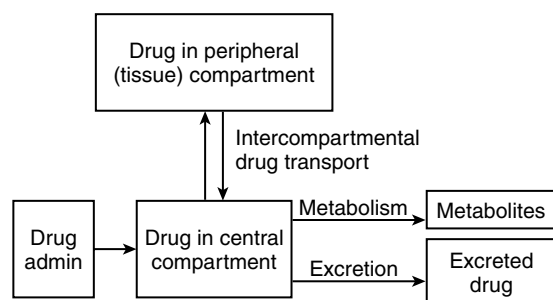 Drug in peripheral
(tissue) compartment
Intercompartmental
drug transport
Drug
admin
Drug in central
compartment
Metabolism
Metabolites
Excretion
Excreted
drug